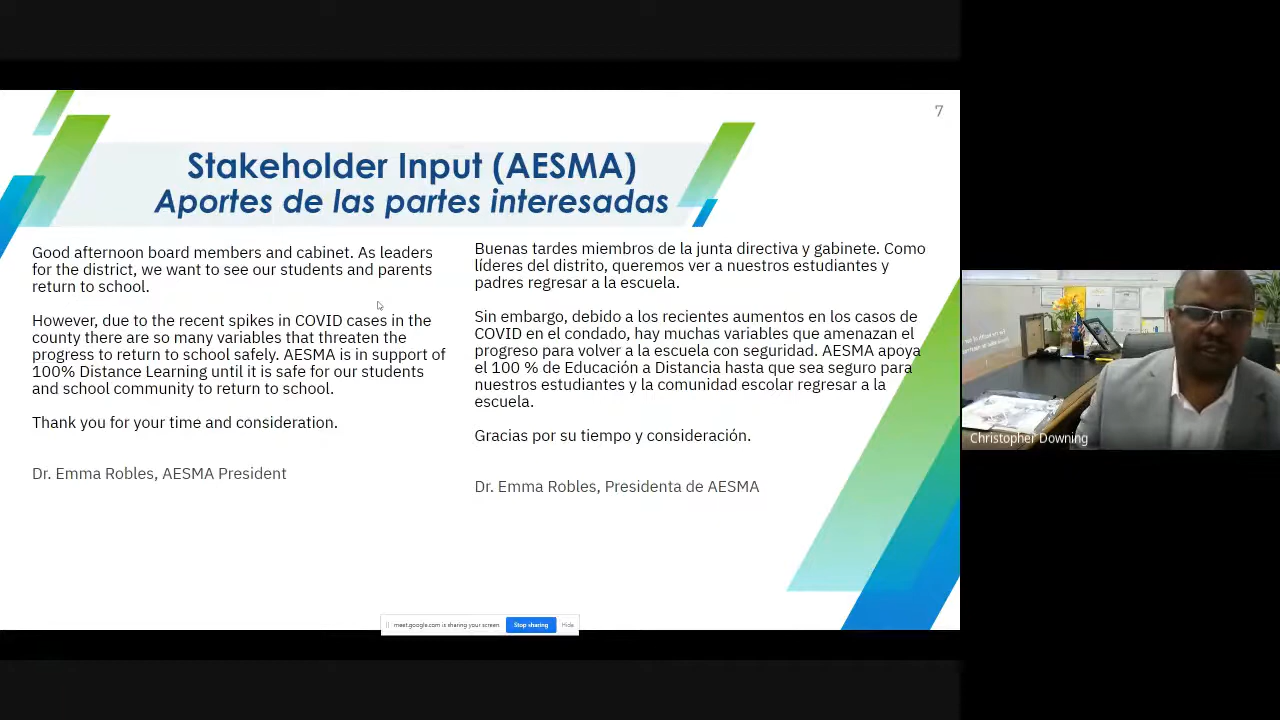 7
Stakeholder Input (AESMA)
Aportes de las partes interesadas
Good afternoon board members and cabinet. As leaders
for the district, we want to see our students and parents
return to school.
However, due to the recent spikes in COVID cases in the
county there are so many variables that threaten the
progress to return to school safely. AESMA is in support of
100% Distance Learning until it is safe for our students
and school community to return to school.
Thank you for your time and consideration.
Dr. Emma Robles, AESMA President
Buenas tardes miembros de la junta directiva y gabinete. Como
líderes del distrito, queremos ver a nuestros estudiantes y
padres regresar a la escuela.
Sin embargo, debido a los recientes aumentos en los casos de
COVID en el condado, hay muchas variables que amenazan el
progreso para volver a la escuela con seguridad. AESMA apoya
el 100 % de Educación a Distancia hasta que sea seguro para
nuestros estudiantes y la comunidad escolar regresar a la
escuela.
Gracias por su tiempo y consideración.
Dr. Emma Robles, Presidenta de AESMA
meet.google.com is sharing your screen
Stop sharing
Hide
Christopher Downing